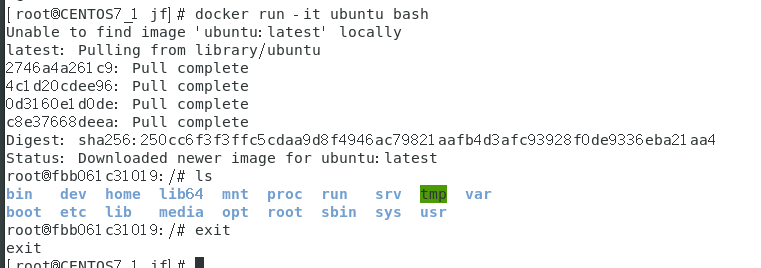 [root@CENTOS7_1 jf]# docker run -it ubuntu bash
Unable to find image 'ubuntu:latest' locally
latest: Pulling from library/ubuntu
2746a4a261c9: Pull complete
4c1d20cdee96: Pull complete
0d3160e1d0de: Pull complete
c8e37668deea: Pull complete
Digest: sha256:250cc6f3f3ffc5cdaa9d8f4946ac79821aafb4d3afc93928f0de9336eba21aa4
Status: Downloaded newer image for ubuntu:latest
root@fbb061c31019:/# ls
bin dev home lib64 mnt proc run srv tmp var
boot etc lib media opt root sbin sys usr
root@fbb061c31019:/# exit
exit
[root@CENTOS7_1 jf]#